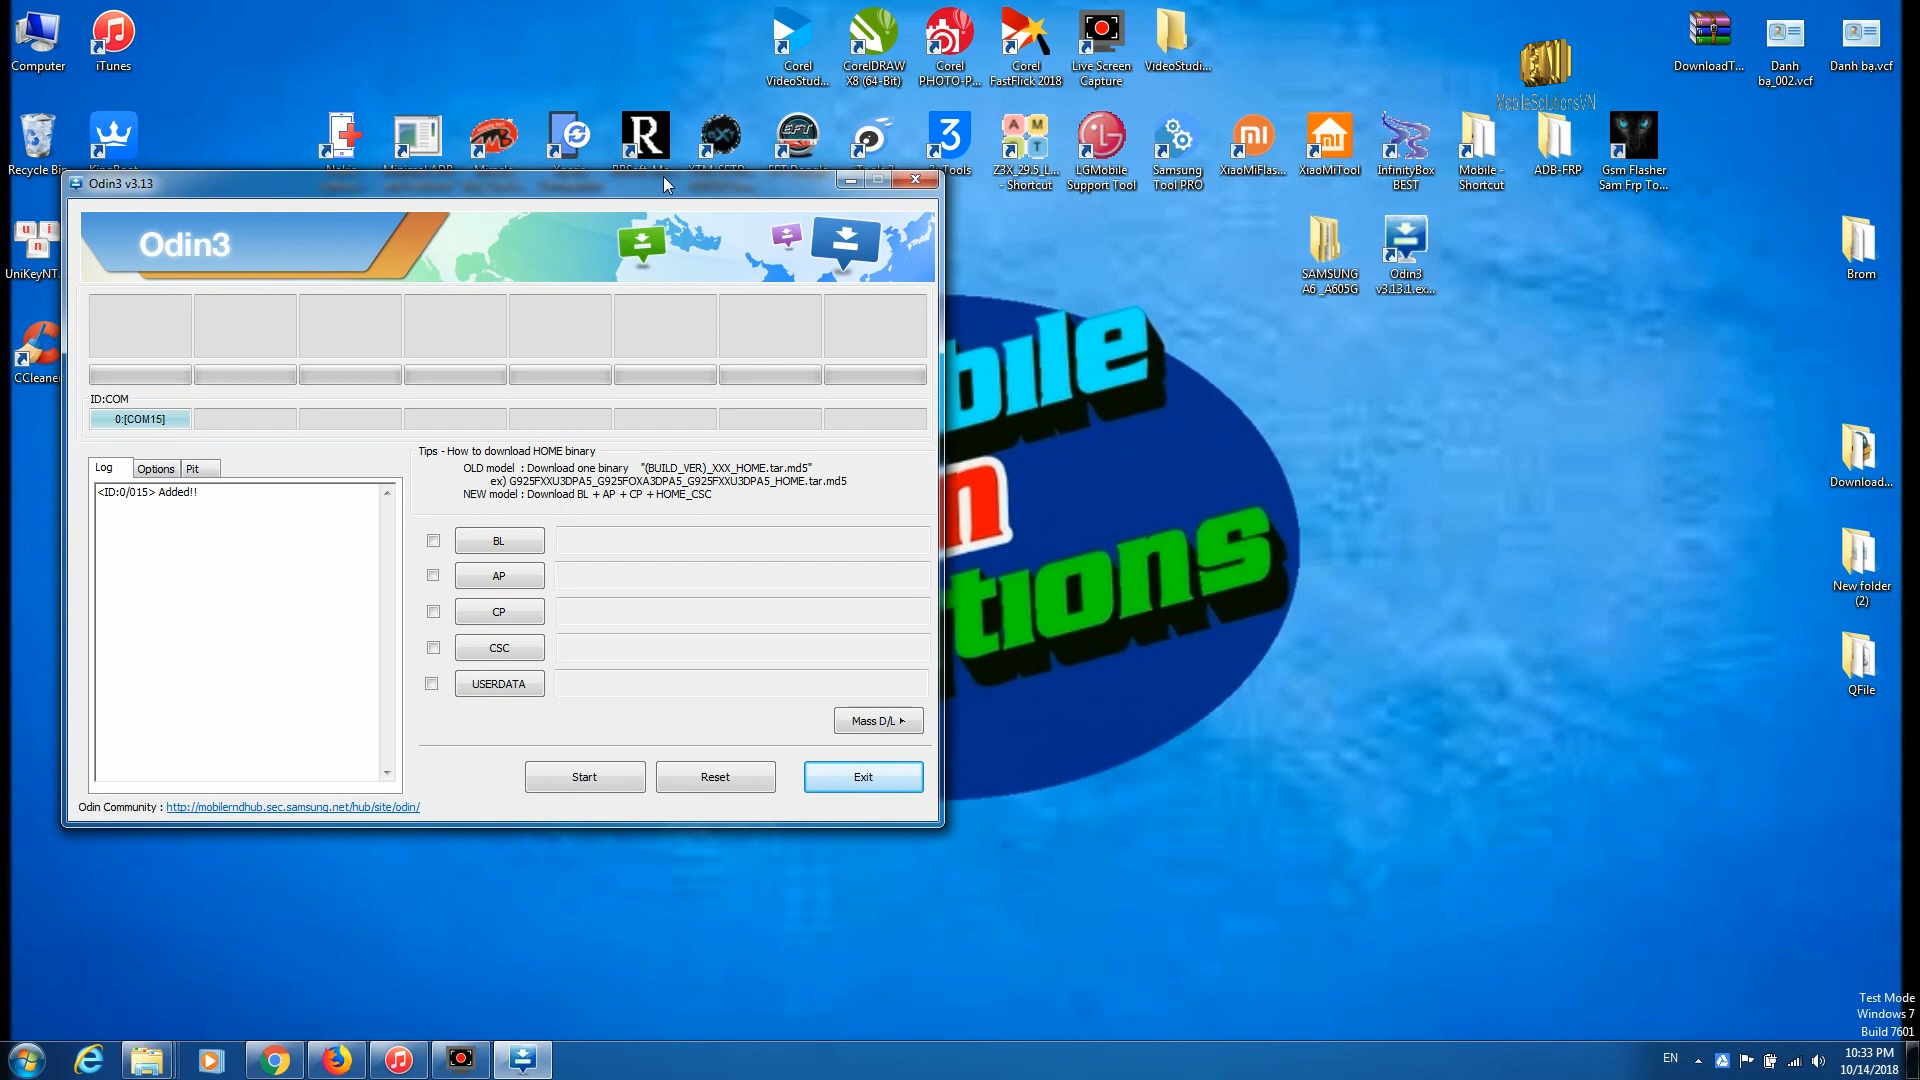 Computer
iTunes
Corel
VideoStud...
CorelDRAW
X8 (64-Bit)
Corel
PHOTO-P...
Corel
FastFlick 2018
Live Screen
Capture
VideoStudi...
MobileSolutionsVN
DownloadT...
Danh
bạ_002.vcf
Danh bạ.vcf
Recycle Bin
Tools
Z3X_29.5_L...
- Shortcut
LGMobile
Support Tool
Samsung
Tool PRO
XiaoMiFlas...
XiaoMiTool
InfinityBox
BEST
Mobile -
Shortcut
ADB-FRP
Gsm Flasher
Sam Frp To...
UniKeyNT.
SAMSUNG
A6_A605G
Odin3
v3.13.1.ex...
Brom
CCleaner
Download...
New folder
(2)
QFile
Odin3 v3.13
Odin3
ID:COM
0:[COM15]
Log
Options
Pit
<ID:0/015> Added!!
Tips - How to download HOME binary
OLD model : Download one binary "(BUILD_VER)_XXX_HOME.tar.md5"
ex) G925FXXU3DPA5_G925FOXA3DPA5_G925FXXU3DPA5_HOME.tar.md5
NEW model : Download BL + AP + CP + HOME_CSC
BL
AP
CP
CSC
USERDATA
Mass D/L
Start
Reset
Exit
Odin Community : http://mobilerndhub.sec.samsung.net/hub/site/odin/
bile
n
tions
Test Mode
Windows 7
Build 7601
EN
10:33 PM
10/14/2018